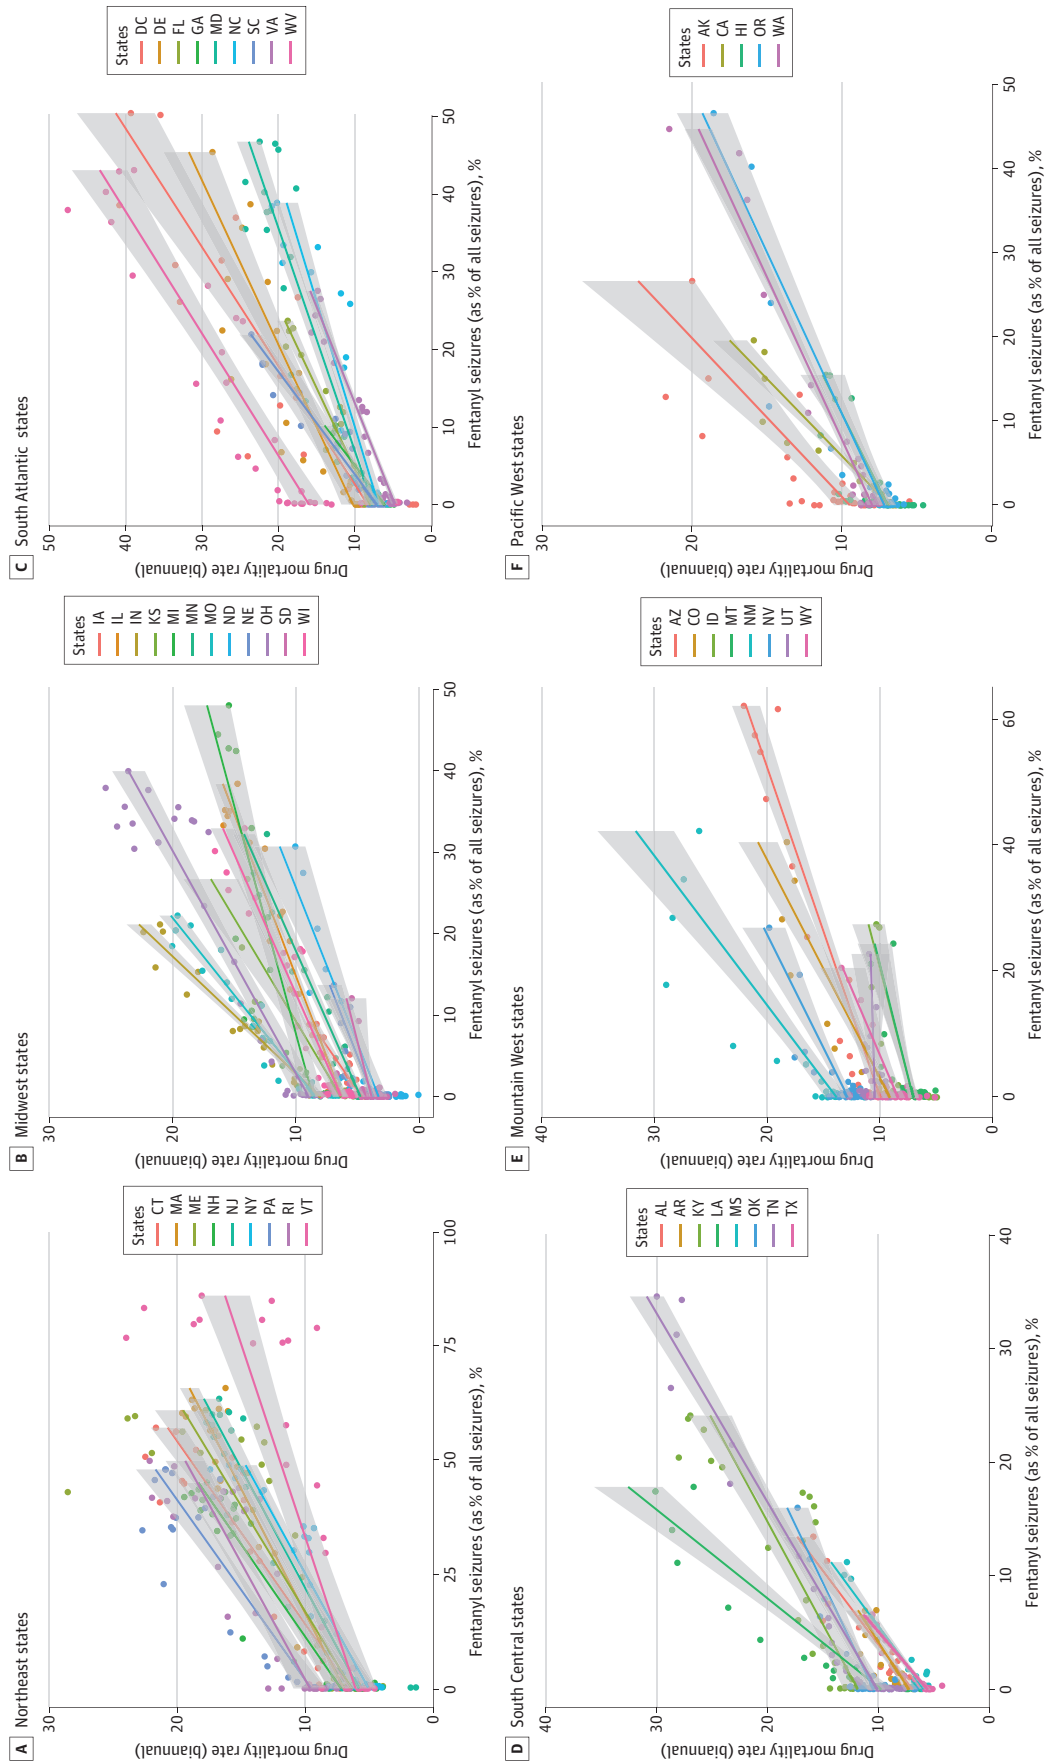 A Northeast states
Drug mortality rate (biannual)
30
20
10
0
0
25
50
75
100
Fentanyl seizures (as % of all seizures), %
States
CT
MA
ME
NH
NJ
NY
PA
RI
VT
B Midwest states
Drug mortality rate (biannual)
30
20
10
0
0
10
20
30
40
50
Fentanyl seizures (as % of all seizures), %
States
IA
IL
IN
KS
MI
MN
MO
ND
NE
OH
SD
WI
C South Atlantic states
Drug mortality rate (biannual)
50
40
30
20
10
0
0
10
20
30
40
50
Fentanyl seizures (as % of all seizures), %
States
DC
DE
FL
GA
MD
NC
SC
VA
WV
D South Central states
Drug mortality rate (biannual)
40
30
20
10
0
0
10
20
30
40
Fentanyl seizures (as % of all seizures), %
States
AL
AR
KY
LA
MS
OK
TN
TX
E Mountain West states
Drug mortality rate (biannual)
40
30
20
10
0
0
20
40
60
Fentanyl seizures (as % of all seizures), %
States
AZ
CO
ID
MT
NM
NV
UT
WY
F Pacific West states
Drug mortality rate (biannual)
30
20
10
0
0
10
20
30
40
50
Fentanyl seizures (as % of all seizures), %
States
AK
CA
HI
OR
WA